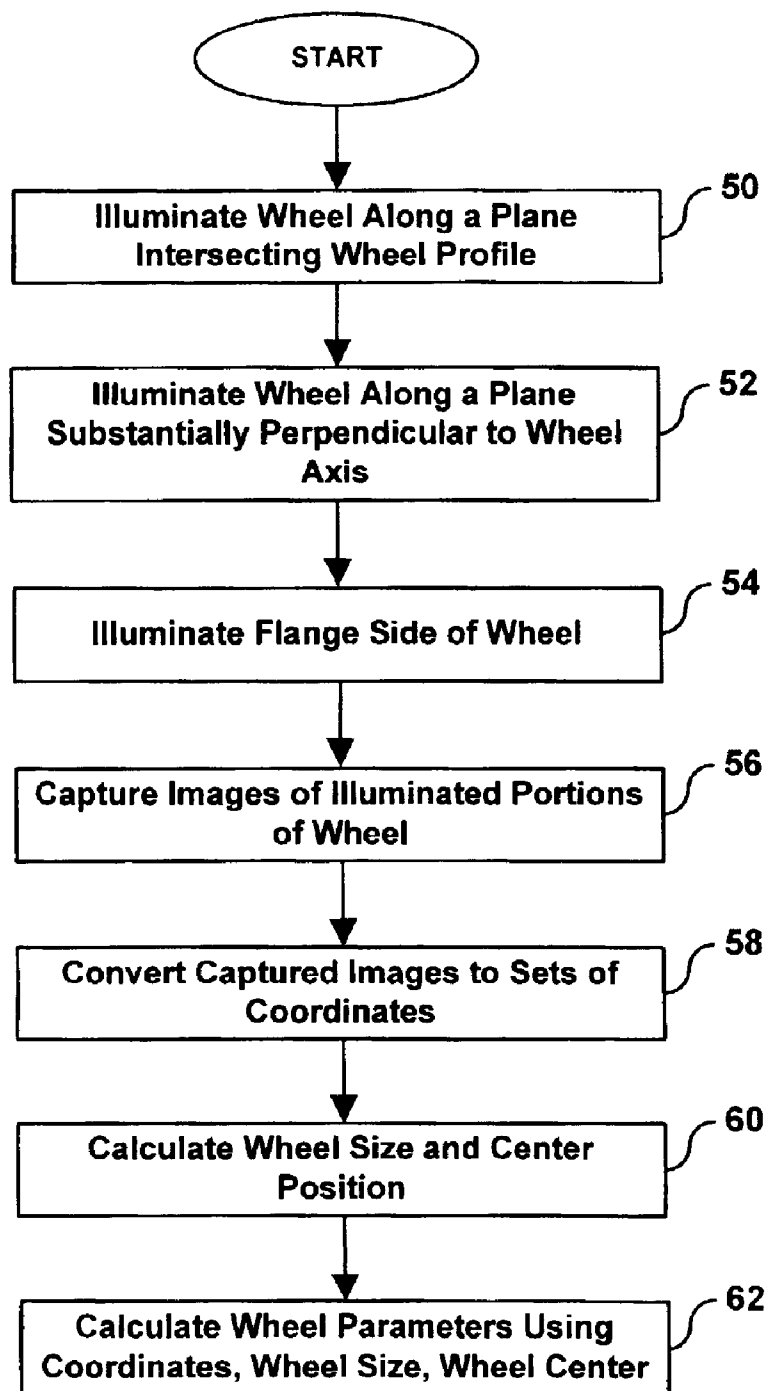 START
50
Illuminate Wheel Along a Plane
Intersecting Wheel Profile
52
Illuminate Wheel Along a Plane
Substantially Perpendicular to Wheel
Axis
54
Illuminate Flange Side of Wheel
56
Capture Images of Illuminated Portions
of Wheel
58
Convert Captured Images to Sets of
Coordinates
60
Calculate Wheel Size and Center
Position
62
Calculate Wheel Parameters Using
Coordinates, Wheel Size, Wheel Center